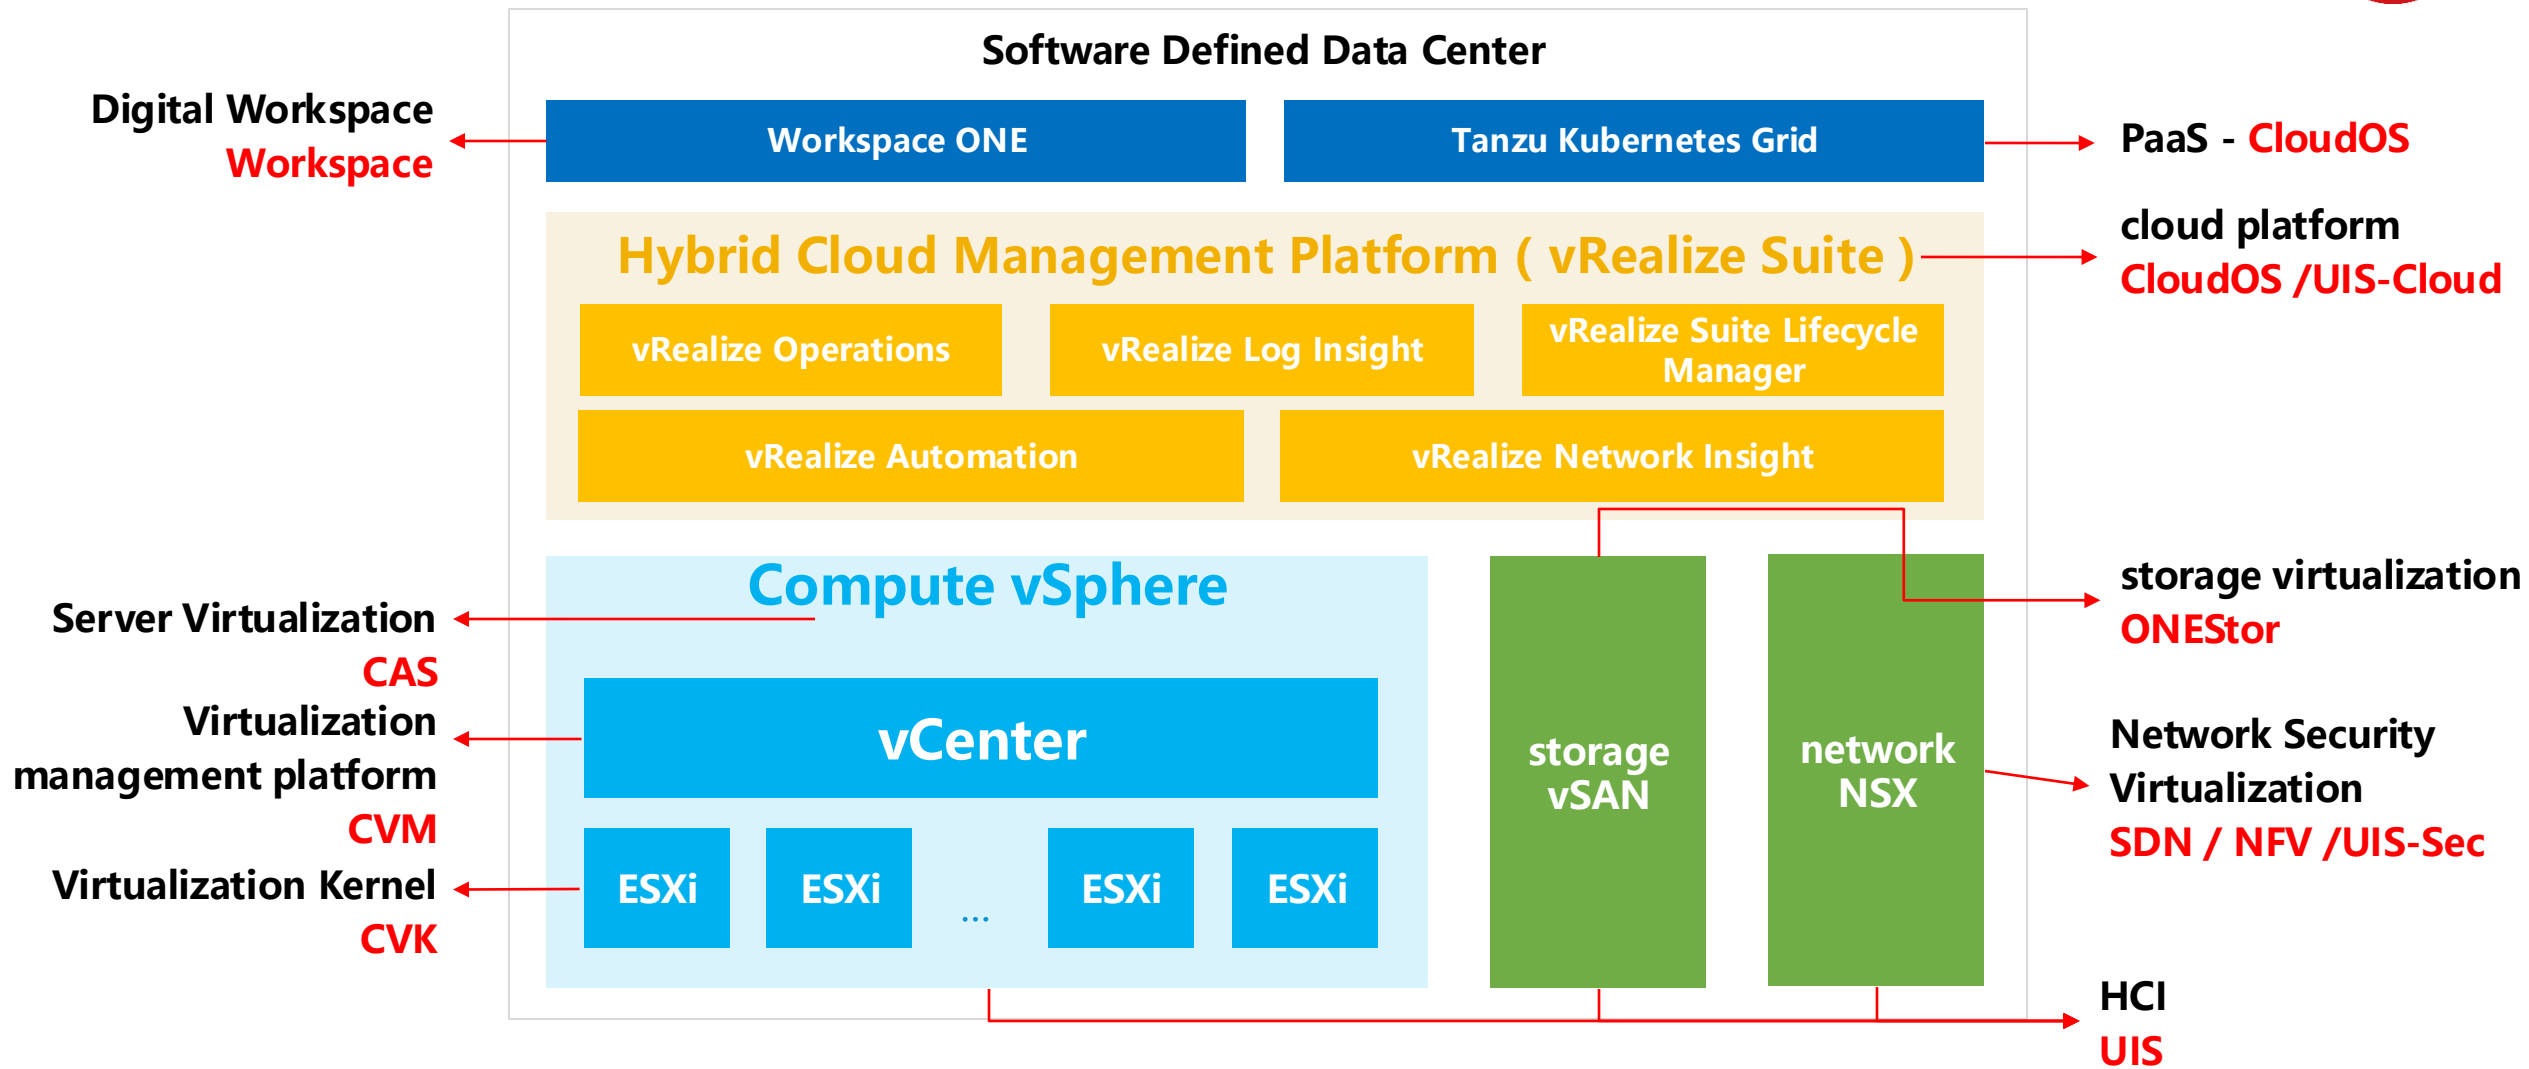 Software Defined Data Center
Digital Workspace
Workspace
Workspace ONE
Tanzu Kubernetes Grid
PaaS - CloudOS
Hybrid Cloud Management Platform ( vRealize Suite )
cloud platform
CloudOS /UIS-Cloud
vRealize Operations
vRealize Log Insight
vRealize Suite Lifecycle
Manager
vRealize Automation
vRealize Network Insight
Compute vSphere
Server Virtualization
CAS
Virtualization
management platform
CVM
Virtualization Kernel
CVK
vCenter
ESXi
ESXi
...
ESXi
ESXi
storage
vSAN
network
NSX
storage virtualization
ONEStor
Network Security
Virtualization
SDN / NFV /UIS-Sec
HCI
UIS